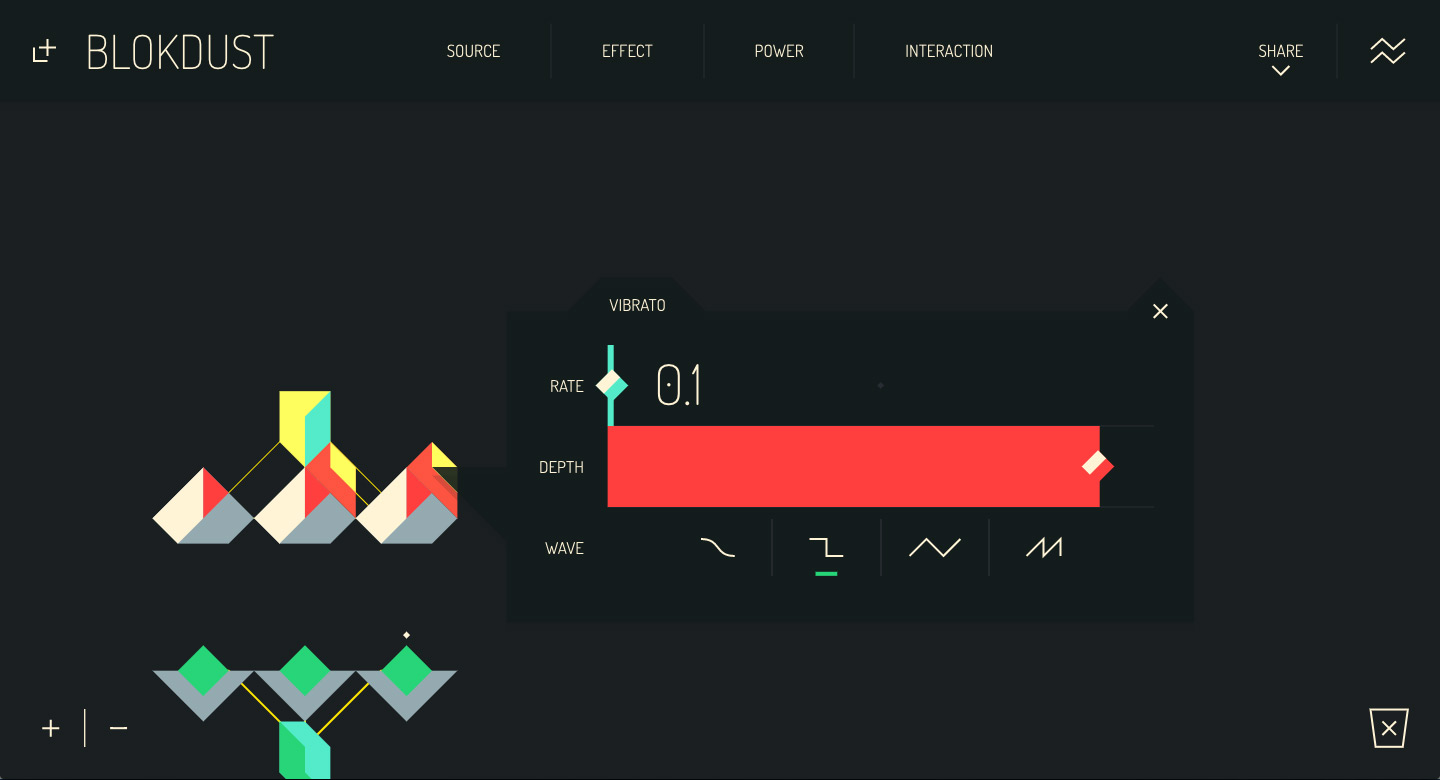 BLOKDUST
SOURCE
EFFECT
POWER
INTERACTION
SHARE
VIBRATO
RATE
0.1
DEPTH
WAVE